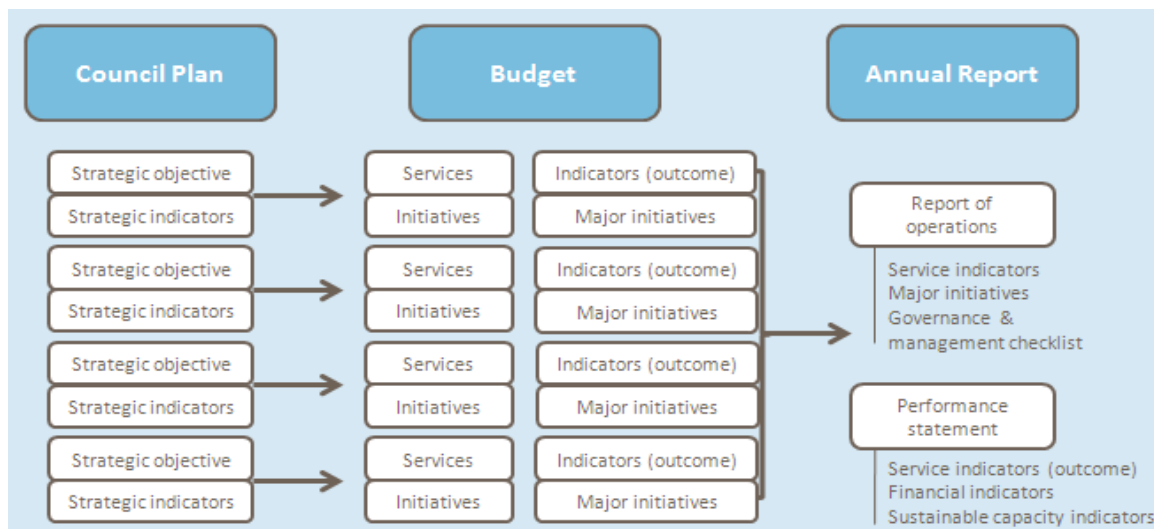 Council Plan
Budget
Annual Report
Strategic objective
Strategic indicators
Services
Initiatives
Indicators (outcome)
Major initiatives
Strategic objective
Strategic indicators
Services
Initiatives
Indicators (outcome)
Major initiatives
Strategic objective
Strategic indicators
Services
Initiatives
Indicators (outcome)
Major initiatives
Strategic objective
Strategic indicators
Services
Initiatives
Indicators (outcome)
Major initiatives
Report of
operations
Service indicators
Major initiatives
Governance &
management checklist
Performance
statement
Service indicators (outcome)
Financial indicators
Sustainable capacity indicators